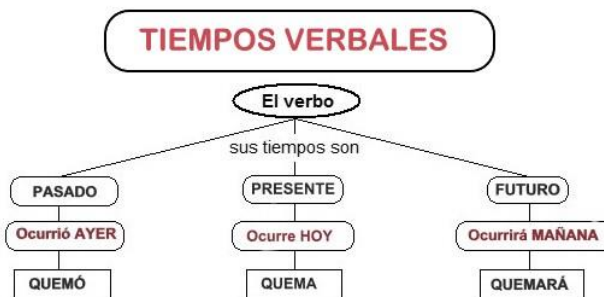 TIEMPOS VERBALES
El verbo
sus tiempos son
PASADO
PRESENTE
FUTURO
Ocurrió AYER
Ocurre HOY
Ocurrirá MAÑANA
QUEMÓ
QUEMA
QUEMARÁ